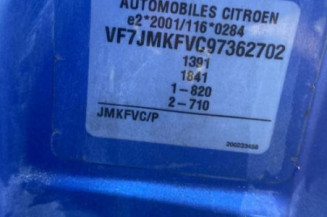 AUTOMOBILES CITROEN
e2*2001/116*0284
VF7JMKFVC97362702
1391
1841
1-820
2-710
JMKFVC/P